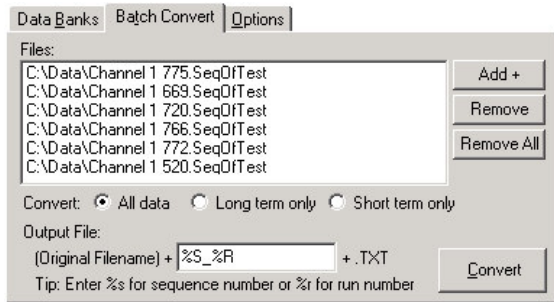 Data Banks Batch Convert Options
Files:
C:\Data\Channel 1 775.SeqOfTest
C:\Data\Channel 1 669.SeqOfTest
C:\Data\Channel 1 720.SeqOfTest
C:\Data\Channel 1 766.SeqOfTest
C:\Data\Channel 1 772.SeqOfTest
C:\Data\Channel 1 520.SeqOfTest
Add +
Remove
Remove All
Convert: All data Long term only Short term only
Output File:
(Original Filename) + %S_%R + .TXT
Tip: Enter %s for sequence number or %r for run number
Convert